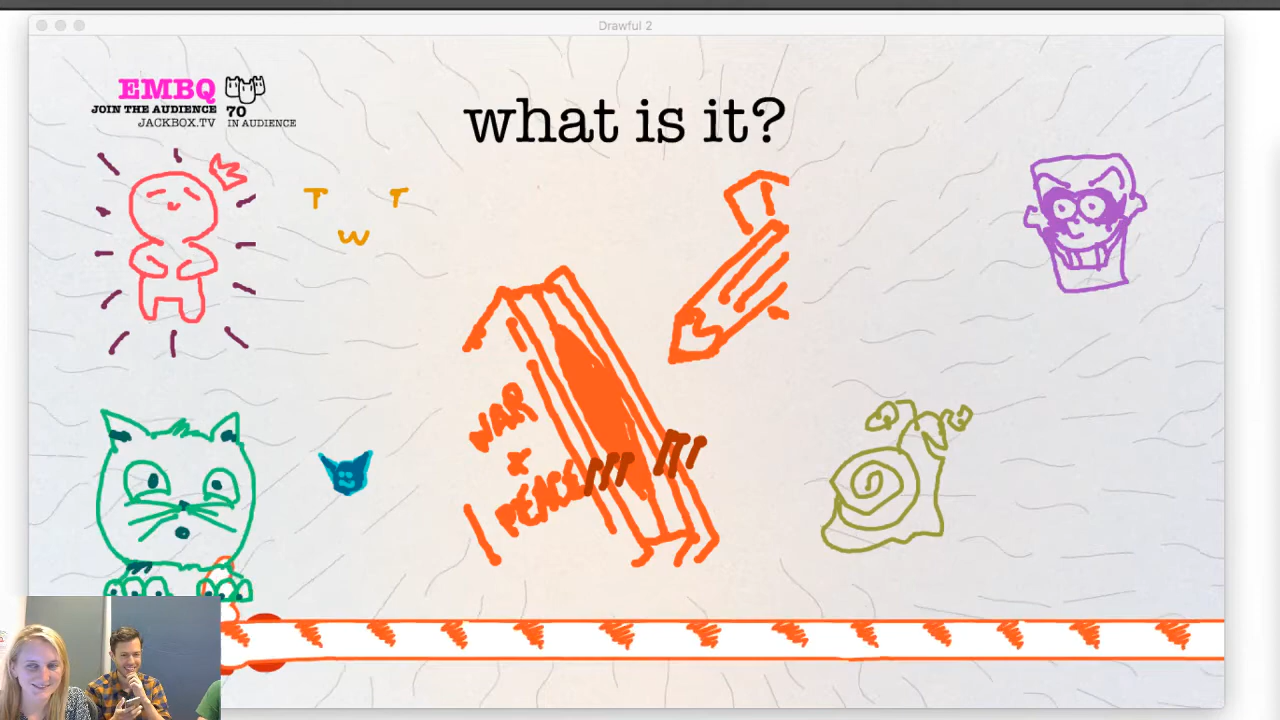 Drawful 2
EMBQ
JOIN THE AUDIENCE
JACKBOX.TV
70
IN AUDIENCE
what is it?
T T
w
WAR
x
PEACE